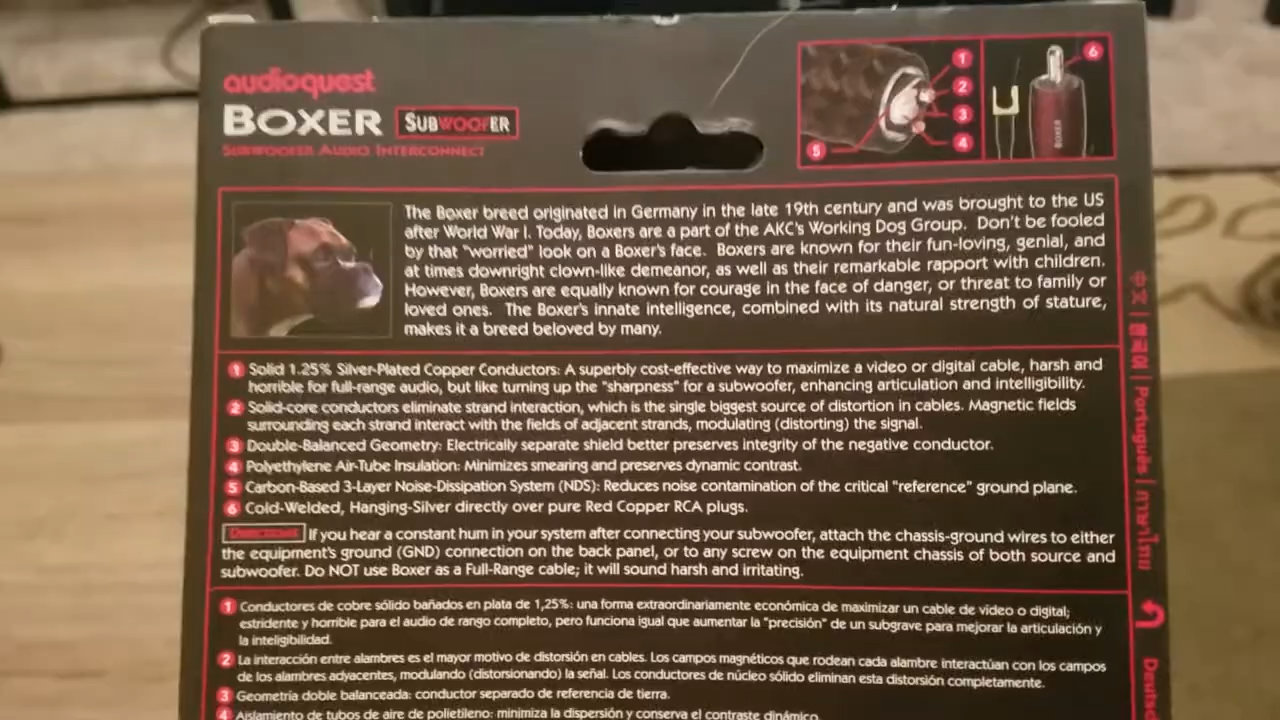 audioquest
BOXER SUBWOOFER
SUBWOOFER AUDIO INTERCONNECT
1
2
3
4
5
6
BOXER
The Boxer breed originated in Germany in the late 19th century and was brought to the US
after World War I. Today, Boxers are a part of the AKC's Working Dog Group. Don't be fooled
by that "worried" look on a Boxer's face. Boxers are known for their fun-loving, genial, and
at times downright clown-like demeanor, as well as their remarkable rapport with children.
However, Boxers are equally known for courage in the face of danger, or threat to family or
loved ones. The Boxer's innate intelligence, combined with its natural strength of stature,
makes it a breed beloved by many.
1 Solid 1.25% Silver-Plated Copper Conductors: A superbly cost-effective way to maximize a video or digital cable, harsh and
horrible for full-range audio, but like turning up the "sharpness" for a subwoofer, enhancing articulation and intelligibility.
2 Solid-core conductors eliminate strand interaction, which is the single biggest source of distortion in cables. Magnetic fields
surrounding each strand interact with the fields of adjacent strands, modulating (distorting) the signal.
3 Double-Balanced Geometry: Electrically separate shield better preserves integrity of the negative conductor.
4 Polyethylene Air-Tube Insulation: Minimizes smearing and preserves dynamic contrast.
5 Carbon-Based 3-Layer Noise-Dissipation System (NDS): Reduces noise contamination of the critical "reference" ground plane.
6 Cold-Welded, Hanging-Silver directly over pure Red Copper RCA plugs.
If you hear a constant hum in your system after connecting your subwoofer, attach the chassis-ground wires to either
the equipment's ground (GND) connection on the back panel, or to any screw on the equipment chassis of both source and
subwoofer. Do NOT use Boxer as a Full-Range cable; it will sound harsh and irritating.
1 Conductores de cobre sólido bañados en plata de 1,25%: una forma extraordinariamente económica de maximizar un cable de video o digital;
estridente y horrible para el audio de rango completo, pero funciona igual que aumentar la "precisión" de un subgrave para mejorar la articulación y
la inteligibilidad.
2 La interacción entre alambres es el mayor motivo de distorsión en cables. Los campos magnéticos que rodean cada alambre interactúan con los campos
de los alambres adyacentes, modulando (distorsionando) la señal. Los conductores de núcleo sólido eliminan esta distorsión completamente.
3 Geometría doble balanceada: conductor separado de referencia de tierra.
4 Aislamiento de tubos de aire de polietileno: minimiza la dispersión y conserva el contraste dinámico.
中文 | 한국어 | Português | ภาษาไทย